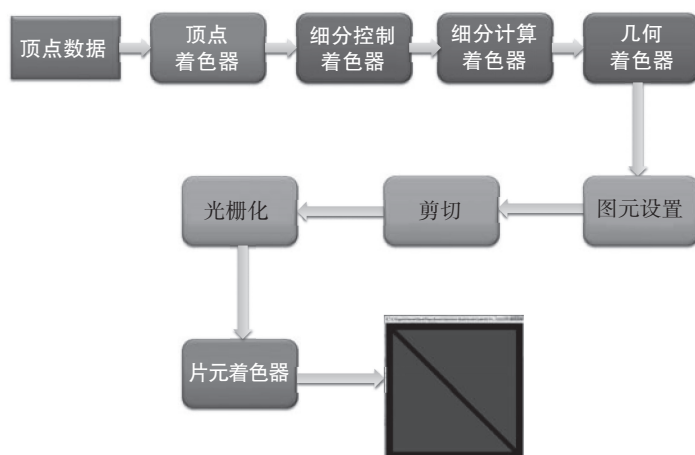 顶点数据
顶点
着色器
细分控制
着色器
细分计算
着色器
几何
着色器
光栅化
剪切
图元设置
片元着色器